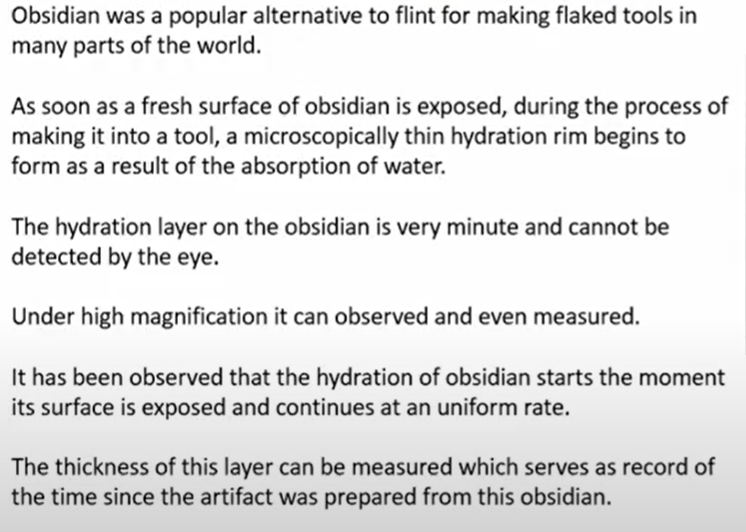 Obsidian was a popular alternative to flint for making flaked tools in
many parts of the world.
As soon as a fresh surface of obsidian is exposed, during the process of
making it into a tool, a microscopically thin hydration rim begins to
form as a result of the absorption of water.
The hydration layer on the obsidian is very minute and cannot be
detected by the eye.
Under high magnification it can observed and even measured.
It has been observed that the hydration of obsidian starts the moment
its surface is exposed and continues at an uniform rate.
The thickness of this layer can be measured which serves as record of
the time since the artifact was prepared from this obsidian.